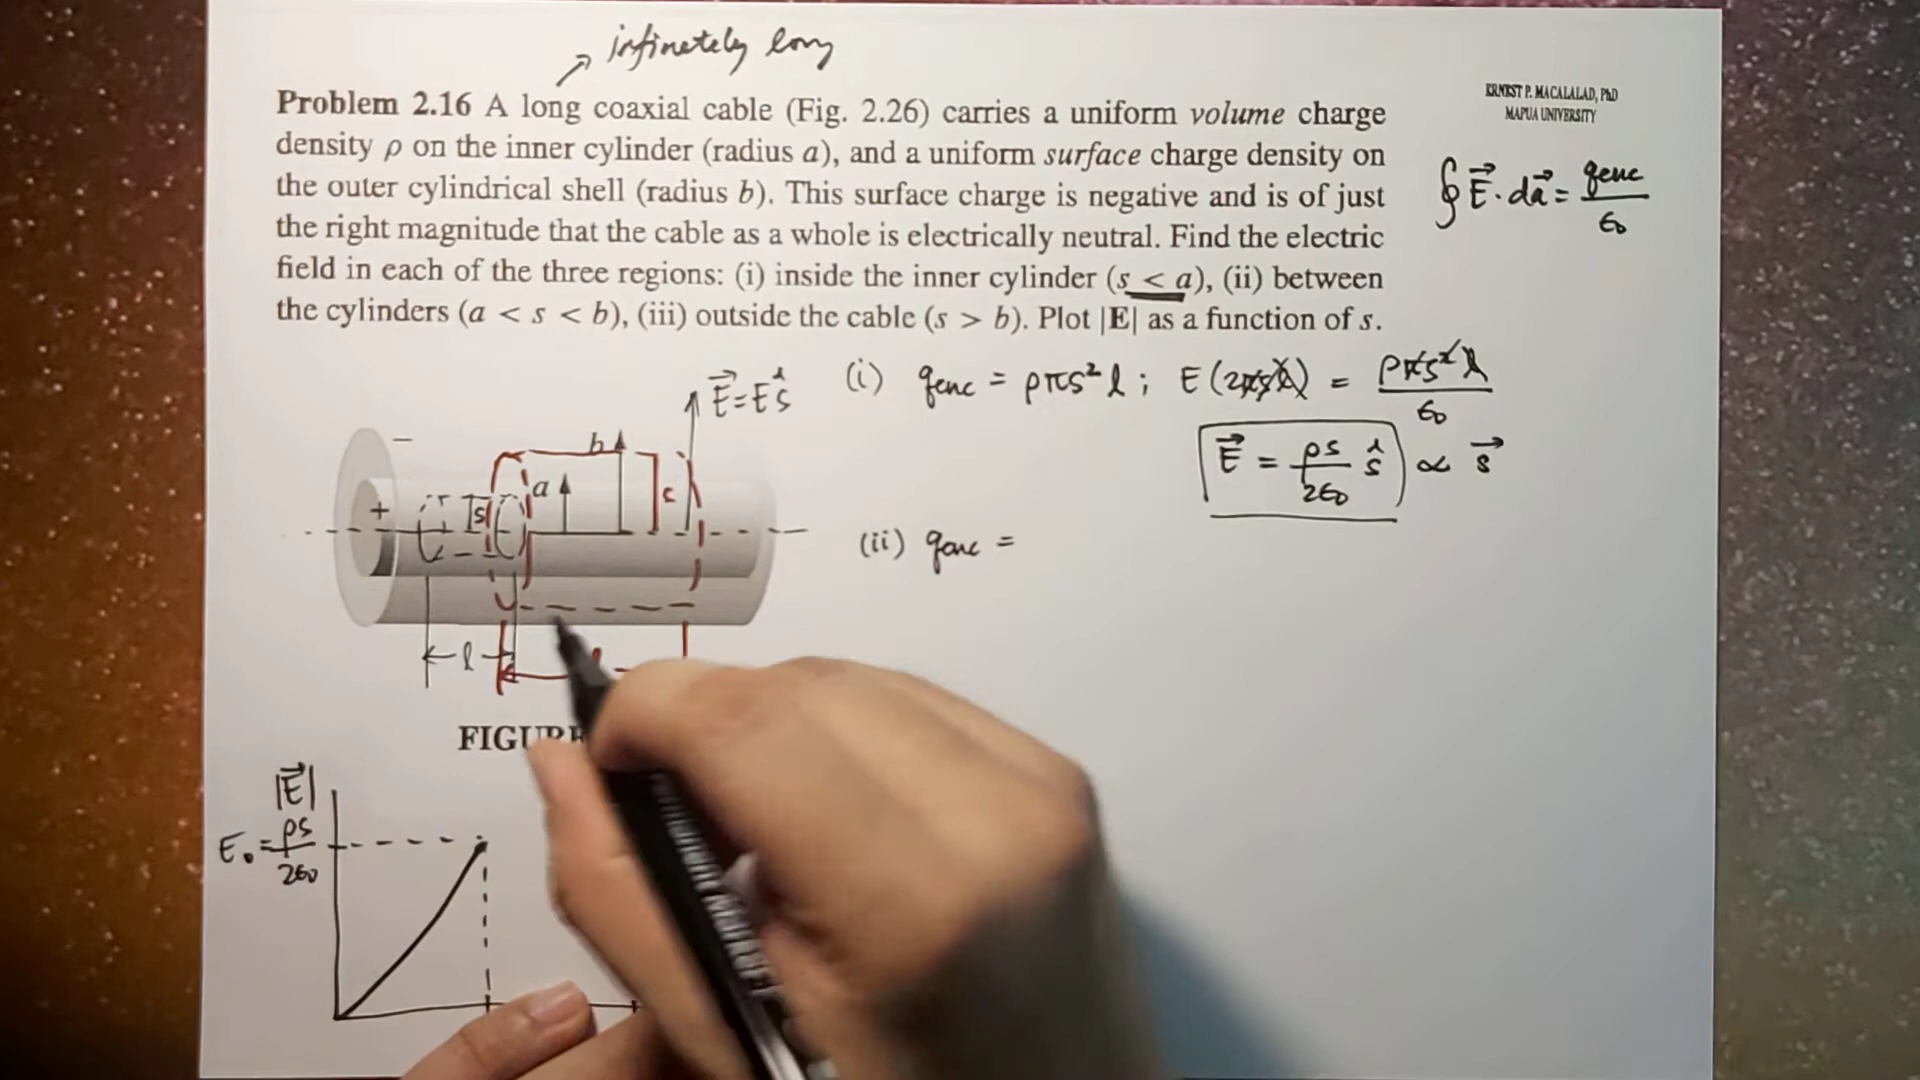 infinetely long
Problem 2.16 A long coaxial cable (Fig. 2.26) carries a uniform volume charge
density ρ on the inner cylinder (radius a), and a uniform surface charge density on
the outer cylindrical shell (radius b). This surface charge is negative and is of just
the right magnitude that the cable as a whole is electrically neutral. Find the electric
field in each of the three regions: (i) inside the inner cylinder (s < a), (ii) between
the cylinders (a < s < b), (iii) outside the cable (s > b). Plot |E| as a function of s.
ERNEST P. MACALALAD, PhD
MAPUA UNIVERSITY
∮ E⃗ · da⃗ = qenc / ε0
E⃗ = E ŝ
(i) qenc = ρπs² l ; E (2πsl) = ρπs² l / ε0
E⃗ = ρs / 2ε0 ŝ ∝ s⃗
(ii) qenc =
−
b
a
+
s
c
l
FIGURE
|E⃗|
E0 = ρs / 2ε0